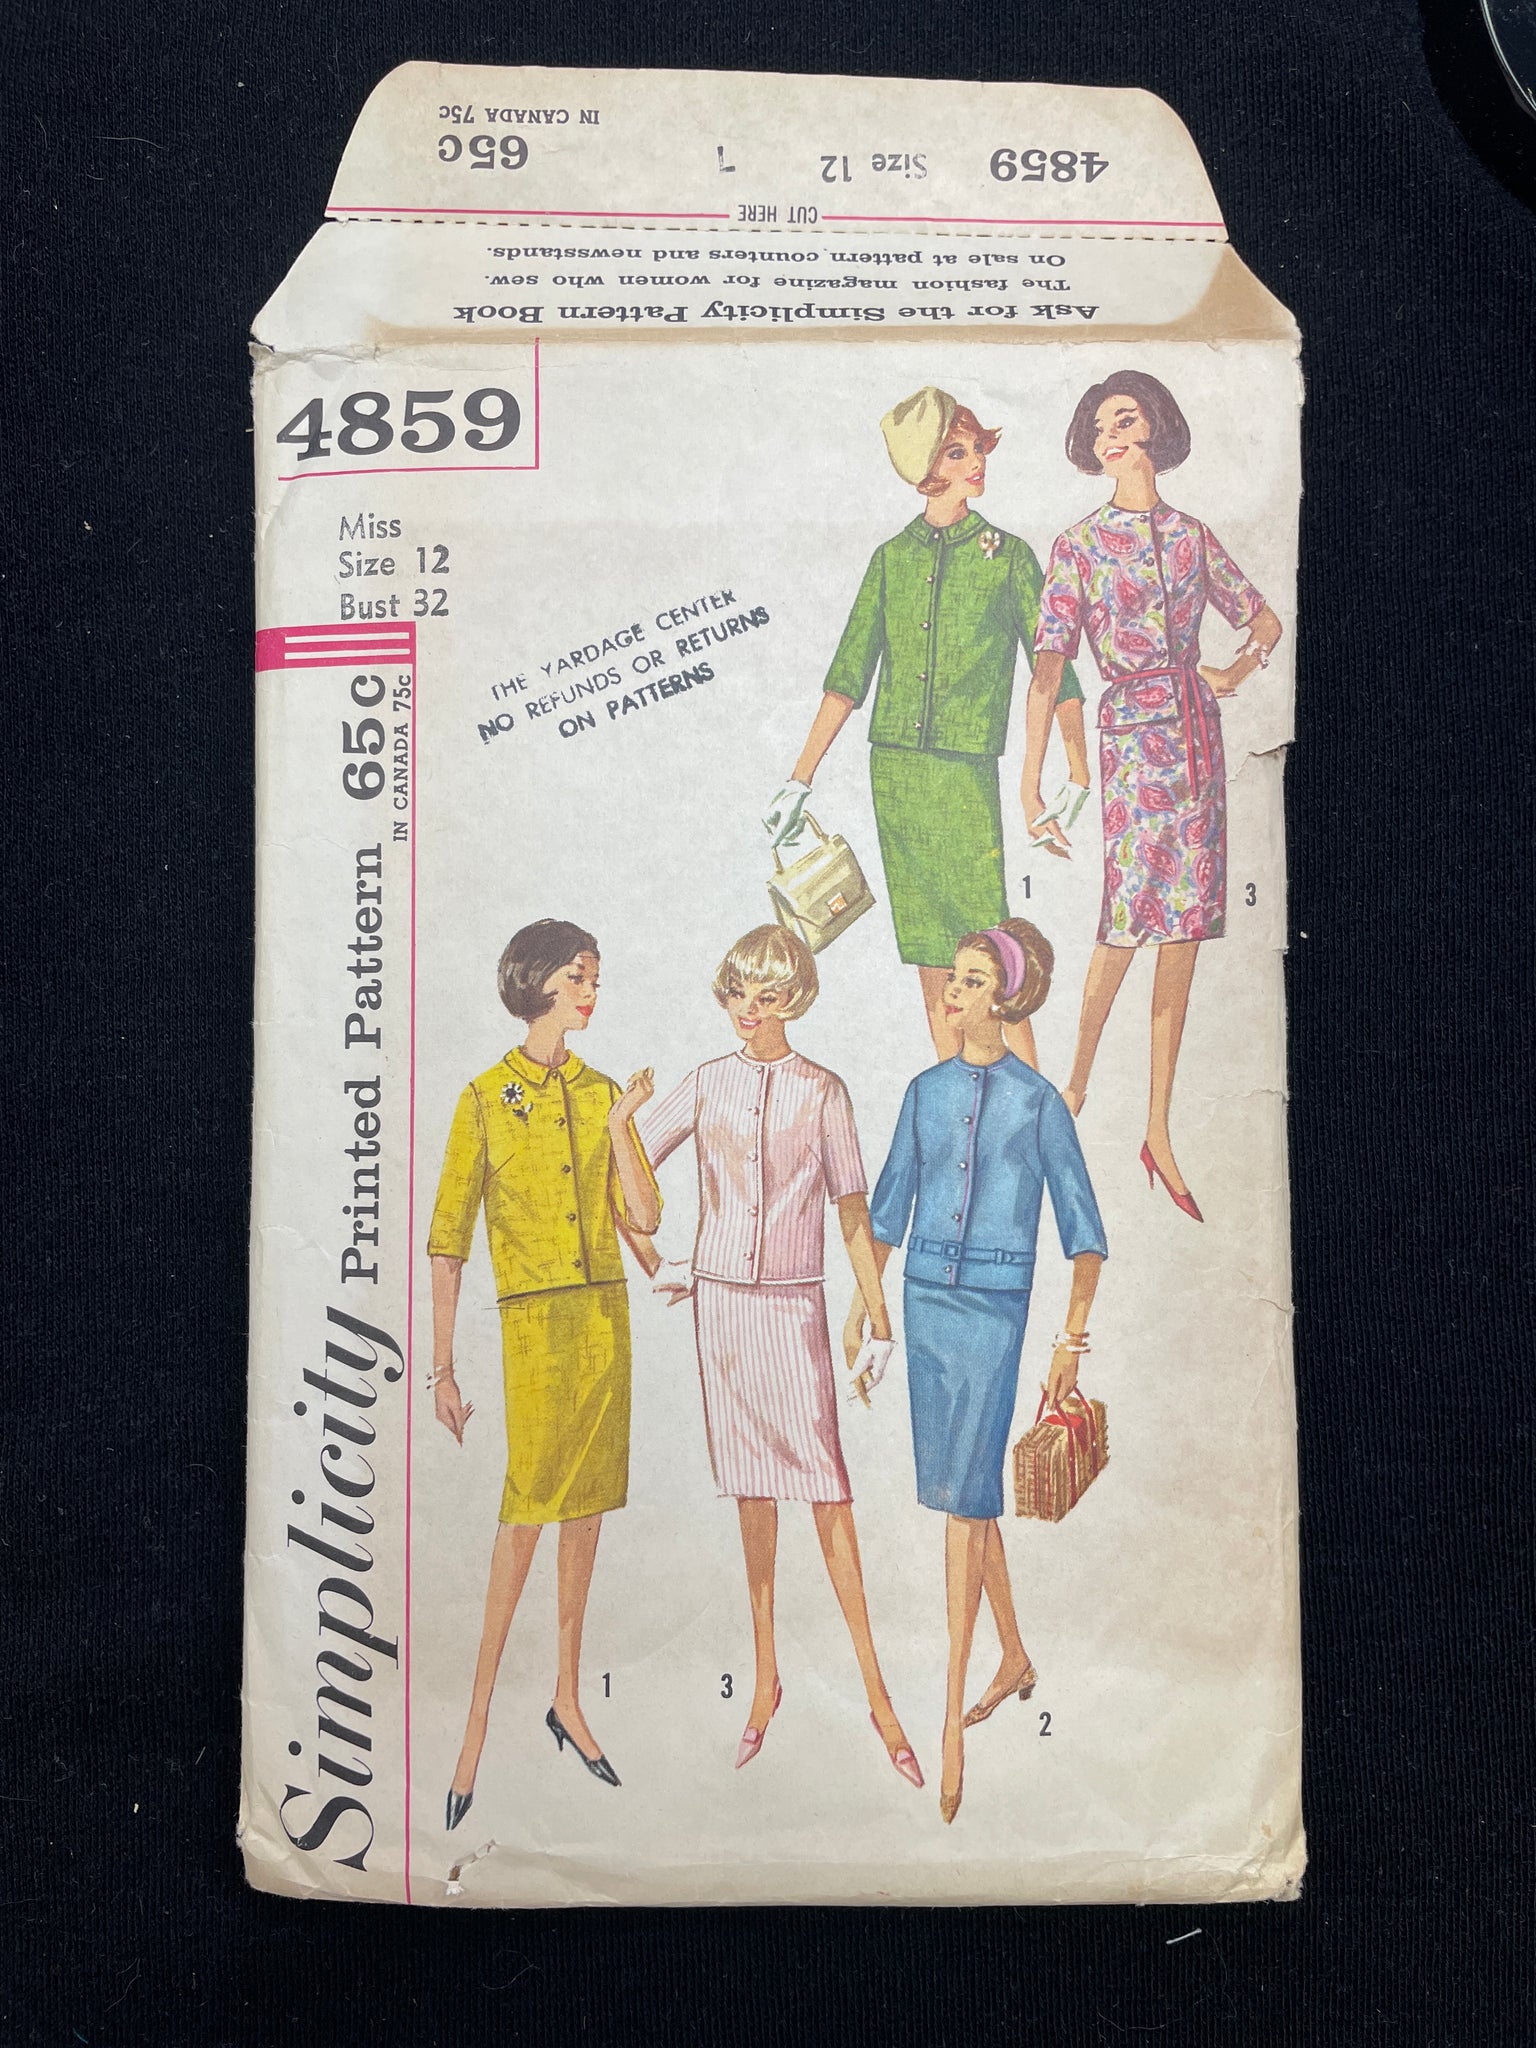 IN CANADA 75c
65c
4859 Size 12
CUT HERE
Ask for the Simplicity Pattern Book
The fashion magazine for women who sew.
On sale at pattern counters and newsstands.
4859
Miss
Size 12
Bust 32
THE YARDAGE CENTER
NO REFUNDS OR RETURNS
ON PATTERNS
Simplicity Printed Pattern 65c
IN CANADA 75c
1
3
1
3
2